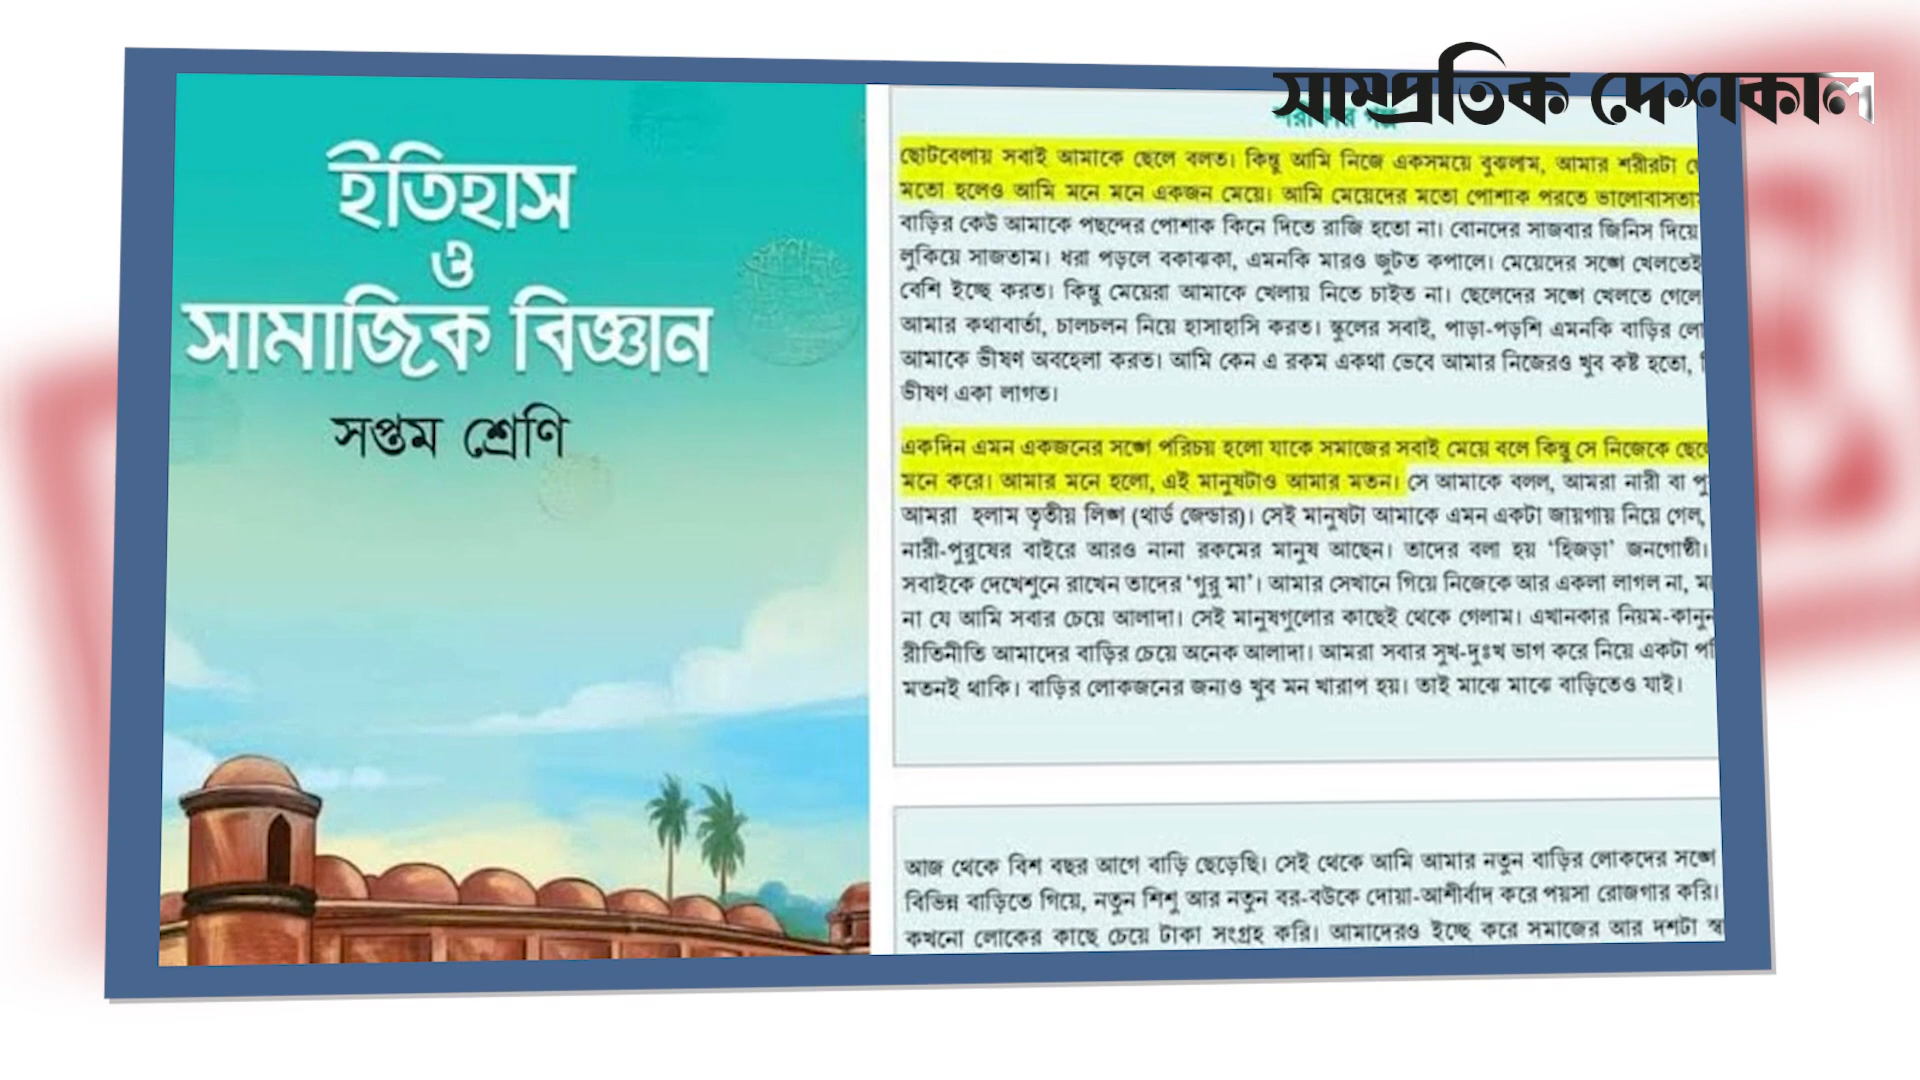 সাম্প্রতিক দেশকাল
ইতিহাস
ও
সামাজিক বিজ্ঞান
সপ্তম শ্রেণি
ছোটবেলায় সবাই আমাকে ছেলে বলত। কিন্তু আমি নিজে একসময়ে বুঝলাম, আমার শরীরটা
মতো হলেও আমি মনে মনে একজন মেয়ে। আমি মেয়েদের মতো পোশাক পরতে ভালোবাসতা
বাড়ির কেউ আমাকে পছন্দের পোশাক কিনে দিতে রাজি হতো না। বোনদের সাজবার জিনিস দিয়ে
লুকিয়ে সাজতাম। ধরা পড়লে বকাঝকা, এমনকি মারও জুটত কপালে। মেয়েদের সঙ্গে খেলতেই
বেশি ইচ্ছে করত। কিন্তু মেয়েরা আমাকে খেলায় নিতে চাইত না। ছেলেদের সঙ্গে খেলতে গেলে
আমার কথাবার্তা, চালচলন নিয়ে হাসাহাসি করত। স্কুলের সবাই, পাড়া-পড়শি এমনকি বাড়ির লো
আমাকে ভীষণ অবহেলা করত। আমি কেন এ রকম একথা ভেবে আমার নিজেরও খুব কষ্ট হতো,
ভীষণ একা লাগত।
একদিন এমন একজনের সঙ্গে পরিচয় হলো যাকে সমাজের সবাই মেয়ে বলে কিন্তু সে নিজেকে ছেলে
মনে করে। আমার মনে হলো, এই মানুষটাও আমার মতন। সে আমাকে বলল, আমরা নারী বা পু
আমরা হলাম তৃতীয় লিঙ্গ (থার্ড জেন্ডার)। সেই মানুষটা আমাকে এমন একটা জায়গায় নিয়ে গেল,
নারী-পুরুষের বাইরে আরও নানা রকমের মানুষ আছেন। তাদের বলা হয় ‘হিজড়া’ জনগোষ্ঠী।
সবাইকে দেখেশুনে রাখেন তাদের ‘গুরু মা’। আমার সেখানে গিয়ে নিজেকে আর একলা লাগল না, ম
না যে আমি সবার চেয়ে আলাদা। সেই মানুষগুলোর কাছেই থেকে গেলাম। এখানকার নিয়ম-কানুন
রীতিনীতি আমাদের বাড়ির চেয়ে অনেক আলাদা। আমরা সবার সুখ-দুঃখ ভাগ করে নিয়ে একটা পরি
মতনই থাকি। বাড়ির লোকজনের জন্যও খুব মন খারাপ হয়। তাই মাঝে মাঝে বাড়িতেও যাই।
আজ থেকে বিশ বছর আগে বাড়ি ছেড়েছি। সেই থেকে আমি আমার নতুন বাড়ির লোকদের সঙ্গে
বিভিন্ন বাড়িতে গিয়ে, নতুন শিশু আর নতুন বর-বউকে দোয়া-আশীর্বাদ করে পয়সা রোজগার করি।
কখনো লোকের কাছে চেয়ে টাকা সংগ্রহ করি। আমাদেরও ইচ্ছে করে সমাজের আর দশটা স্বা